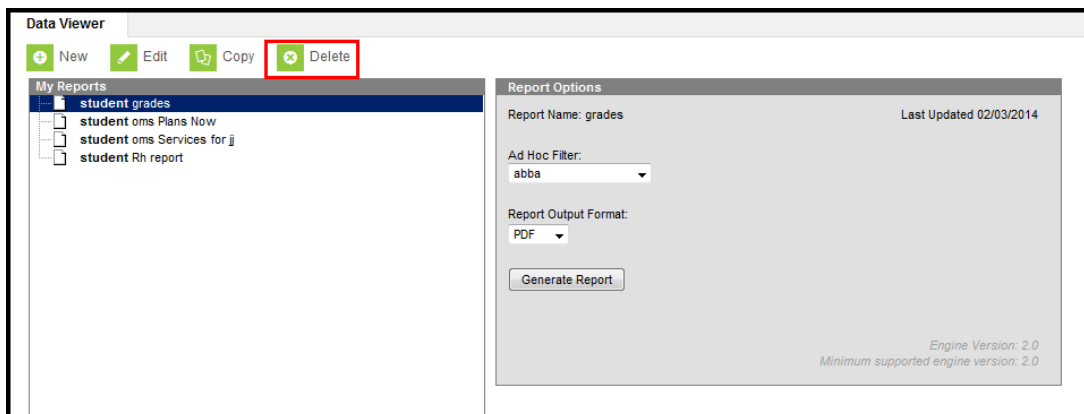 Data Viewer
New Edit Copy Delete
My Reports
student grades
student oms Plans Now
student oms Services for jj
student Rh report
Report Options
Report Name: grades Last Updated 02/03/2014
Ad Hoc Filter:
abba
Report Output Format:
PDF
Generate Report
Engine Version: 2.0
Minimum supported engine version: 2.0